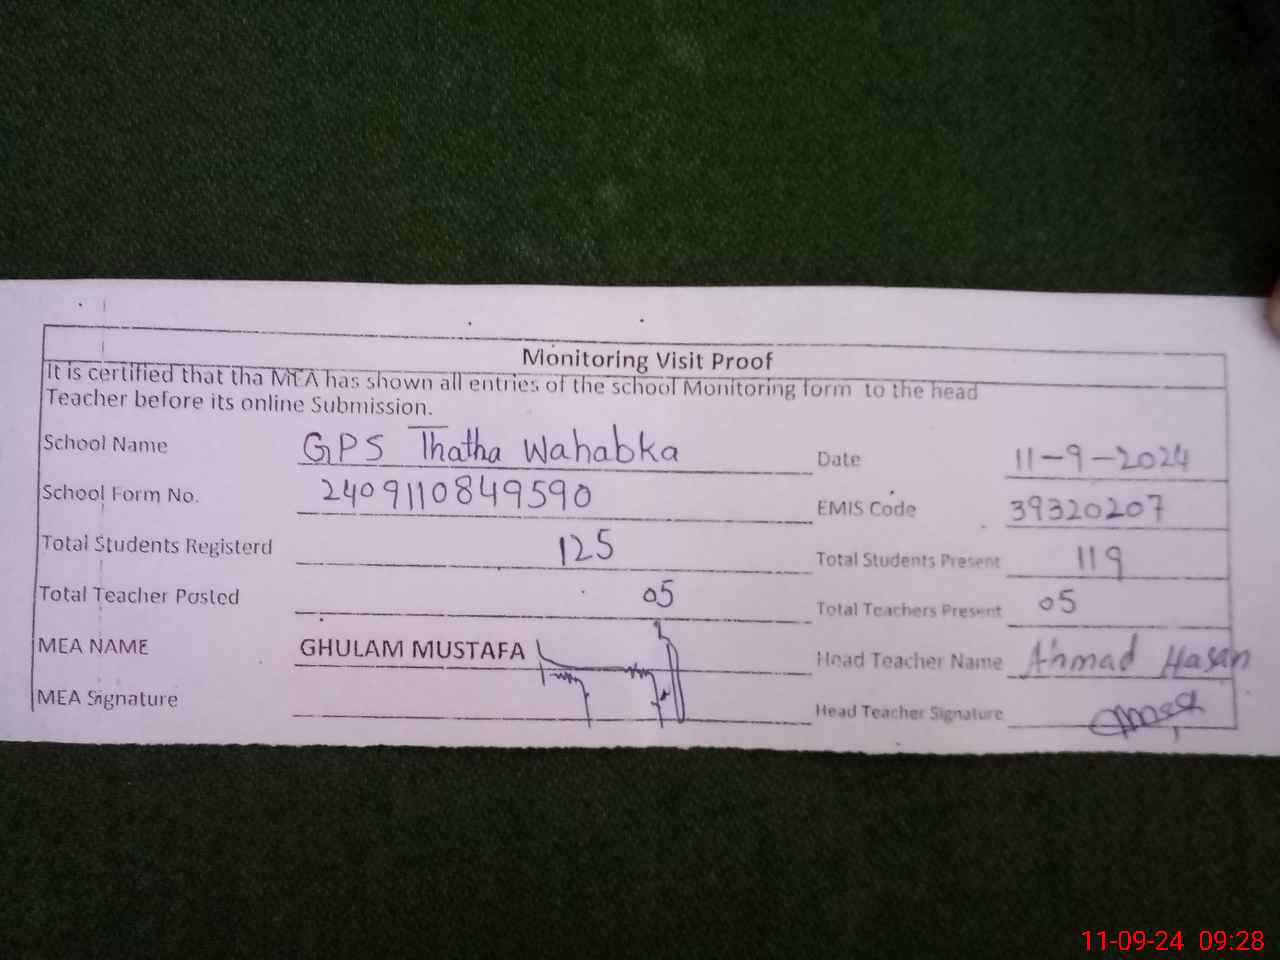 Monitoring Visit Proof
It is certified that tha MEA has shown all entries of the school Monitoring form to the head
Teacher before its online Submission.
School Name GPS Thatha Wahabka Date 11-9-2024
School Form No. 2409110849590 EMIS Code 39320207
Total Students Registerd 125 Total Students Present 119
Total Teacher Posted 05 Total Teachers Present 05
MEA NAME GHULAM MUSTAFA Head Teacher Name Ahmad Hasan
MEA Signature Head Teacher Signature
11-09-24 09:28